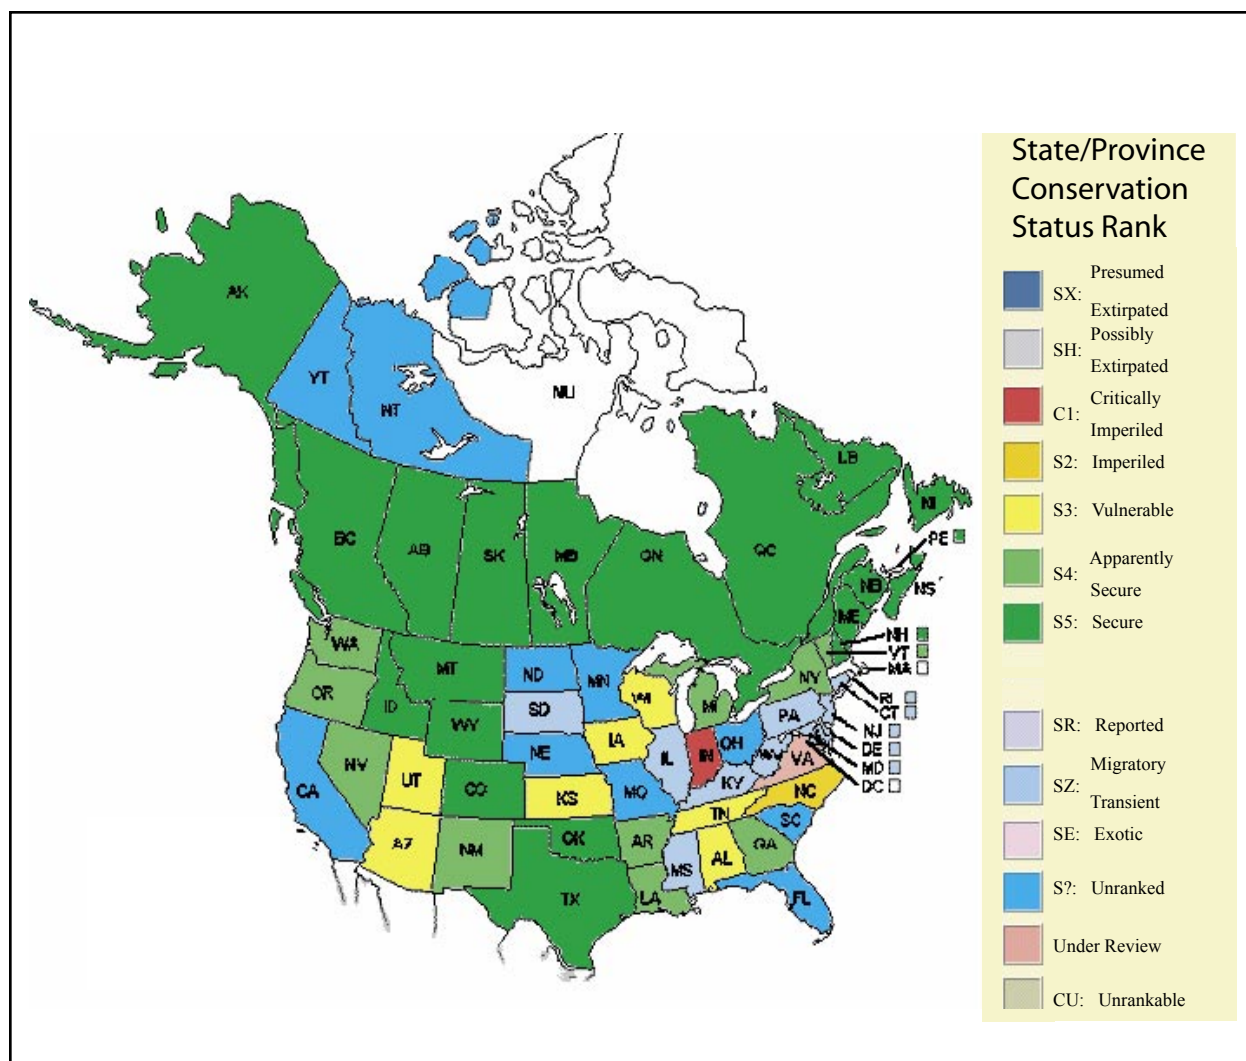 State/Province
Conservation
Status Rank
SX: Presumed
Extirpated
SH: Possibly
Extirpated
C1: Critically
Imperiled
S2: Imperiled
S3: Vulnerable
S4: Apparently
Secure
S5: Secure
SR: Reported
SZ: Migratory
Transient
SE: Exotic
S?: Unranked
Under Review
CU: Unrankable
AK
YT
NT
NU
BC
AB
SK
MB
ON
QC
LB
NI
PE
NB
NS
ME
NH
VT
MA
RI
CT
NJ
DE
MD
DC
WA
OR
ID
MT
WY
ND
SD
NE
MN
WI
MI
NY
PA
IA
IL
IN
OH
WV
VA
KY
CA
NV
UT
CO
KS
MO
TN
NC
SC
AZ
NM
OK
AR
TX
LA
MS
AL
GA
FL